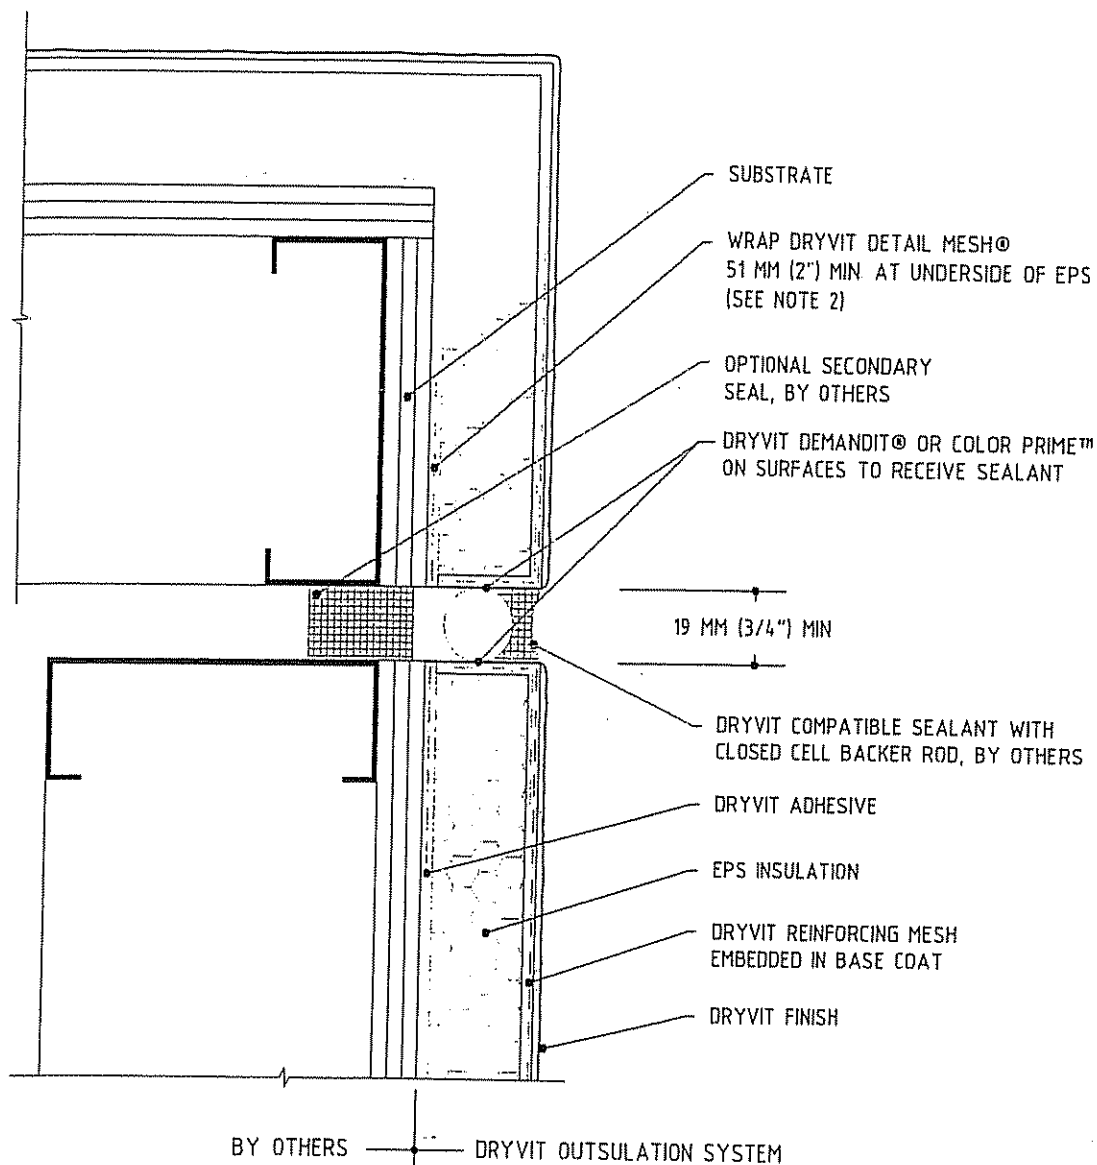 SUBSTRATE
WRAP DRYVIT DETAIL MESH®
51 MM (2") MIN. AT UNDERSIDE OF EPS
(SEE NOTE 2)
OPTIONAL SECONDARY
SEAL, BY OTHERS
DRYVIT DEMANDIT® OR COLOR PRIME™
ON SURFACES TO RECEIVE SEALANT
19 MM (3/4") MIN
DRYVIT COMPATIBLE SEALANT WITH
CLOSED CELL BACKER ROD, BY OTHERS
DRYVIT ADHESIVE
EPS INSULATION
DRYVIT REINFORCING MESH
EMBEDDED IN BASE COAT
DRYVIT FINISH
BY OTHERS
DRYVIT OUTSULATION SYSTEM